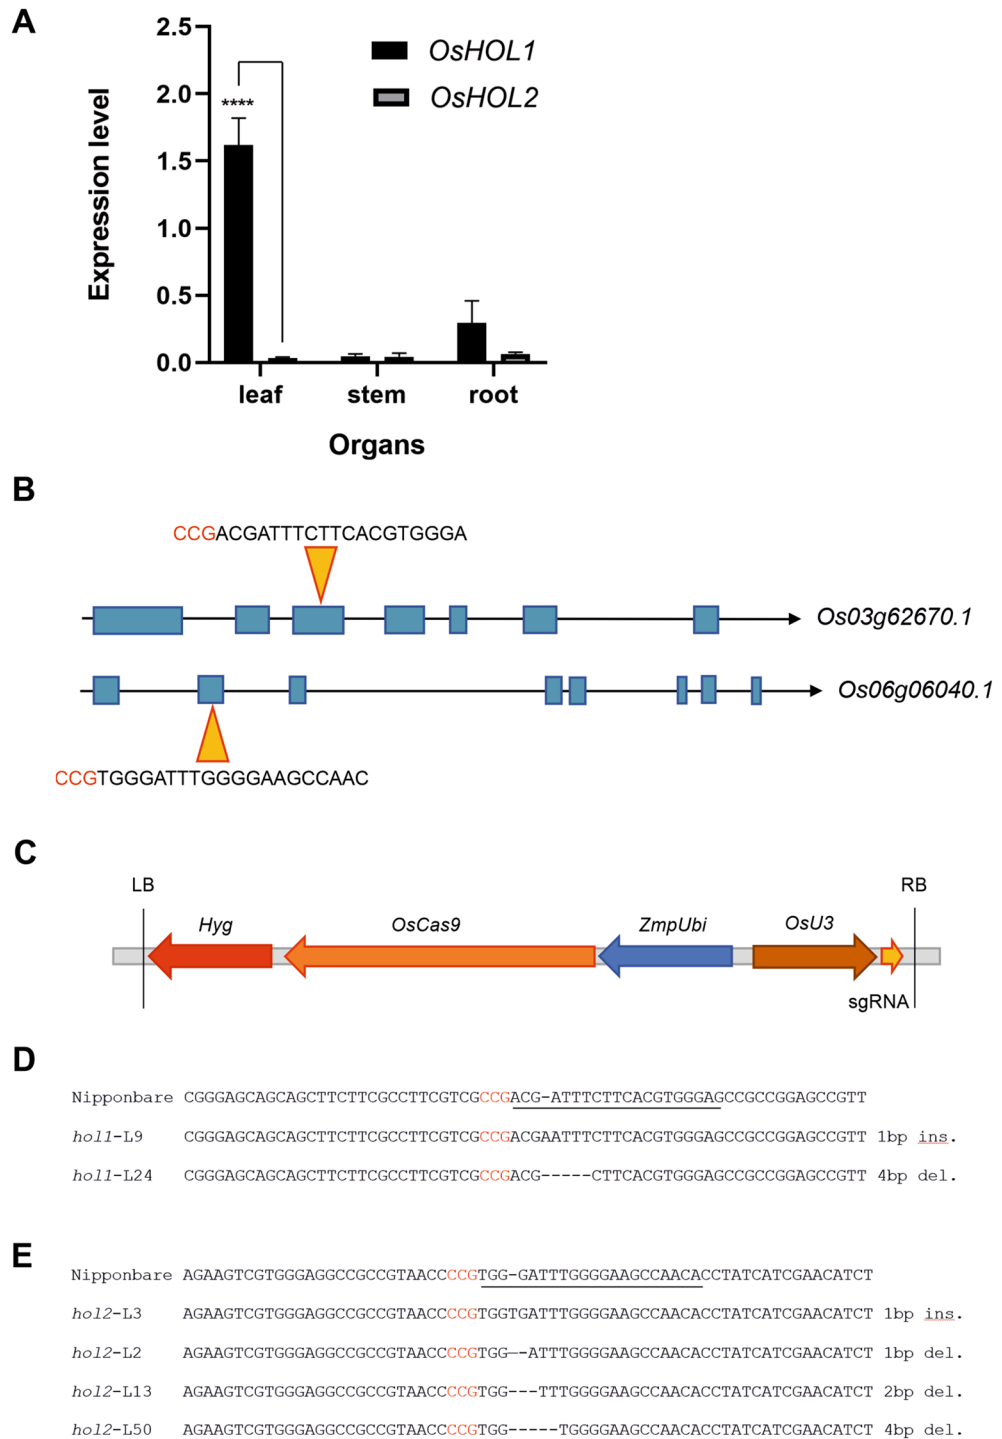 A
2.5
2.0
1.5
1.0
0.5
0.0
Expression level
****
OsHOL1
OsHOL2
leaf stem root
Organs
B
CCGACGATTTCTTCACGTGGGA
Os03g62670.1
Os06g06040.1
CCGTGGGATTTGGGGAAGCCAAC
C
LB RB
Hyg OsCas9 ZmpUbi OsU3
sgRNA
D
Nipponbare CGGGAGCAGCAGCTTCTTCGCCTTCGTCGCCGACG-ATTTCTTCACGTGGGAGCCGCCGGAGCCGTT
hol1-L9 CGGGAGCAGCAGCTTCTTCGCCTTCGTCGCCGACGAATTTCTTCACGTGGGAGCCGCCGGAGCCGTT 1bp ins.
hol1-L24 CGGGAGCAGCAGCTTCTTCGCCTTCGTCGCCGACG-----CTTCACGTGGGAGCCGCCGGAGCCGTT 4bp del.
E
Nipponbare AGAAGTCGTGGGAGGCCGCCGTAACCCCGTGG-GATTTGGGGAAGCCAACACCTATCATCGAACATCT
hol2-L3 AGAAGTCGTGGGAGGCCGCCGTAACCCCGTGGTGATTTGGGGAAGCCAACACCTATCATCGAACATCT 1bp ins.
hol2-L2 AGAAGTCGTGGGAGGCCGCCGTAACCCCGTGG--ATTTGGGGAAGCCAACACCTATCATCGAACATCT 1bp del.
hol2-L13 AGAAGTCGTGGGAGGCCGCCGTAACCCCGTGG---TTTGGGGAAGCCAACACCTATCATCGAACATCT 2bp del.
hol2-L50 AGAAGTCGTGGGAGGCCGCCGTAACCCCGTGG-----TGGGGAAGCCAACACCTATCATCGAACATCT 4bp del.